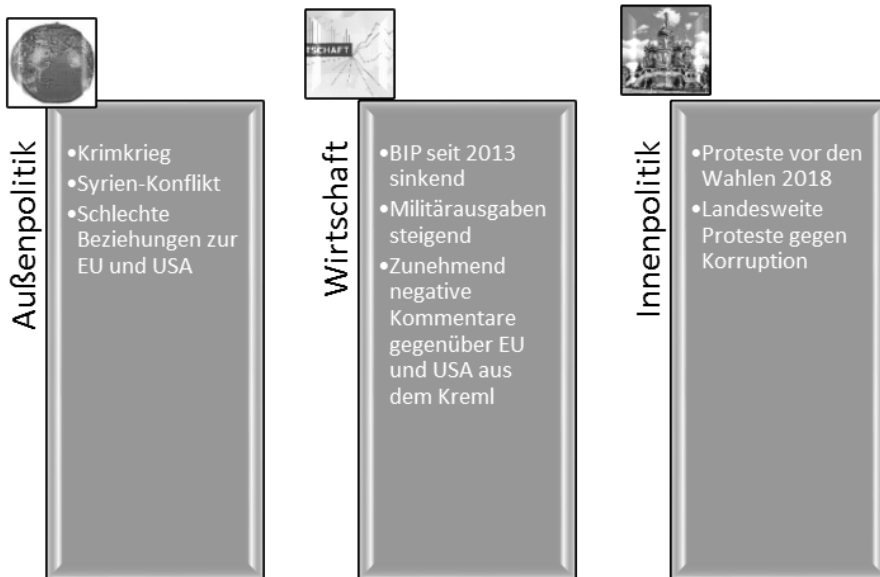 Außenpolitik
•Krimkrieg
•Syrien-Konflikt
•Schlechte
Beziehungen zur
EU und USA
TSCHAFT
Wirtschaft
•BIP seit 2013
sinkend
•Militärausgaben
steigend
•Zunehmend
negative
Kommentare
gegenüber EU
und USA aus
dem Kreml
Innenpolitik
•Proteste vor den
Wahlen 2018
•Landesweite
Proteste gegen
Korruption